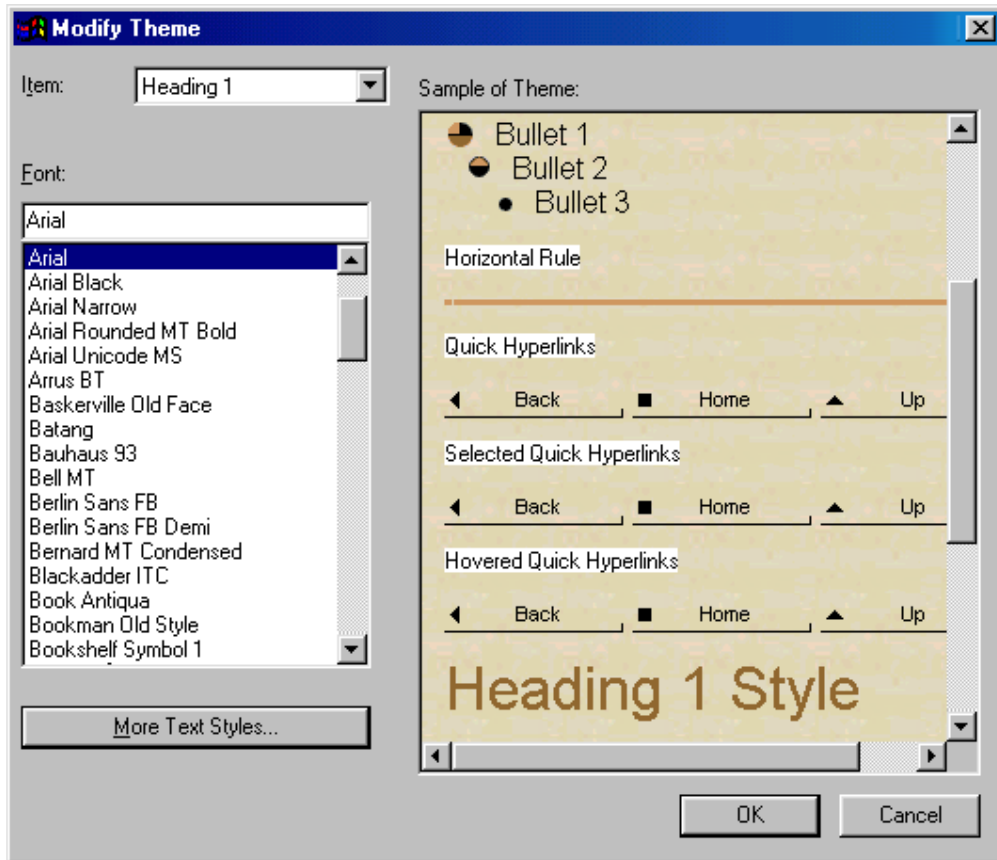 Modify Theme
Item:
Heading 1
Font:
Arial
Arial
Arial Black
Arial Narrow
Arial Rounded MT Bold
Arial Unicode MS
Arrus BT
Baskerville Old Face
Batang
Bauhaus 93
Bell MT
Berlin Sans FB
Berlin Sans FB Demi
Bernard MT Condensed
Blackadder ITC
Book Antiqua
Bookman Old Style
Bookshelf Symbol 1
More Text Styles...
Sample of Theme:
Bullet 1
Bullet 2
Bullet 3
Horizontal Rule
Quick Hyperlinks
Back Home Up
Selected Quick Hyperlinks
Back Home Up
Hovered Quick Hyperlinks
Back Home Up
Heading 1 Style
OK Cancel